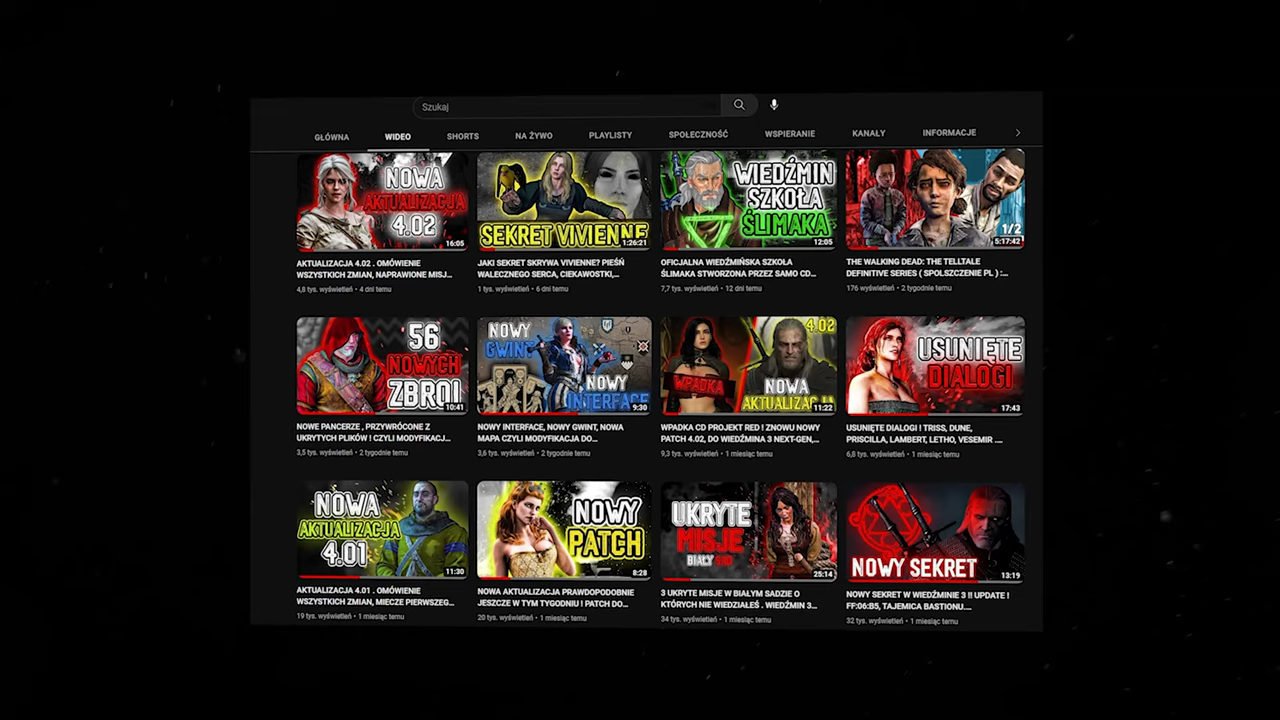 Szukaj
GŁÓWNA
WIDEO
SHORTS
NA ŻYWO
PLAYLISTY
SPOŁECZNOŚĆ
WSPIERANIE
KANAŁY
INFORMACJE
NOWA
AKTUALIZACJA
4.02
16:05
SEKRET VIVIENNE
1:26:21
WIEDŹMIN
SZKOŁA
ŚLIMAKA
12:05
1/2
5:17:42
AKTUALIZACJA 4.02 . OMÓWIENIE
WSZYSTKICH ZMIAN, NAPRAWIONE MISJ...
4,8 tys. wyświetleń • 4 dni temu
JAKI SEKRET SKRYWA VIVIENNE? PIEŚŃ
WALECZNEGO SERCA, CIEKAWOSTKI,...
1 tys. wyświetleń • 6 dni temu
OFICJALNA WIEDŹMIŃSKA SZKOŁA
ŚLIMAKA STWORZONA PRZEZ SAMO CD...
7,7 tys. wyświetleń • 12 dni temu
THE WALKING DEAD: THE TELLTALE
DEFINITIVE SERIES ( SPOLSZCZENIE PL ) :...
176 wyświetleń • 2 tygodnie temu
56
NOWYCH
ZBROI
10:41
NOWY
GWINT
NOWY
INTERFACE
9:30
4.02
WPADKA
NOWA
AKTUALIZACJA
11:22
USUNIĘTE
DIALOGI
17:43
NOWE PANCERZE , PRZYWRÓCONE Z
UKRYTYCH PLIKÓW ! CZYLI MODYFIKACJ...
3,5 tys. wyświetleń • 2 tygodnie temu
NOWY INTERFACE, NOWY GWINT, NOWA
MAPA CZYLI MODYFIKACJA DO...
3,6 tys. wyświetleń • 2 tygodnie temu
WPADKA CD PROJEKT RED ! ZNOWU NOWY
PATCH 4.02, DO WIEDŹMINA 3 NEXT-GEN,...
9,3 tys. wyświetleń • 1 miesiąc temu
USUNIĘTE DIALOGI ! TRISS, DUNE,
PRISCILLA, LAMBERT, LETHO, VESEMIR ....
6,8 tys. wyświetleń • 1 miesiąc temu
NOWA
AKTUALIZACJA
4.01
11:30
NOWY
PATCH
8:28
UKRYTE
MISJE
BIAŁY SAD
25:14
NOWY SEKRET
13:19
AKTUALIZACJA 4.01 . OMÓWIENIE
WSZYSTKICH ZMIAN, MIECZE PIERWSZEG...
19 tys. wyświetleń • 1 miesiąc temu
NOWA AKTUALIZACJA PRAWDOPODOBNIE
JESZCZE W TYM TYGODNIU ! PATCH DO...
20 tys. wyświetleń • 1 miesiąc temu
3 UKRYTE MISJE W BIAŁYM SADZIE O
KTÓRYCH NIE WIEDZIAŁEŚ . WIEDŹMIN 3...
34 tys. wyświetleń • 1 miesiąc temu
NOWY SEKRET W WIEDŹMINIE 3 !! UPDATE !
FF:06:B5, TAJEMICA BASTIONU....
32 tys. wyświetleń • 1 miesiąc temu